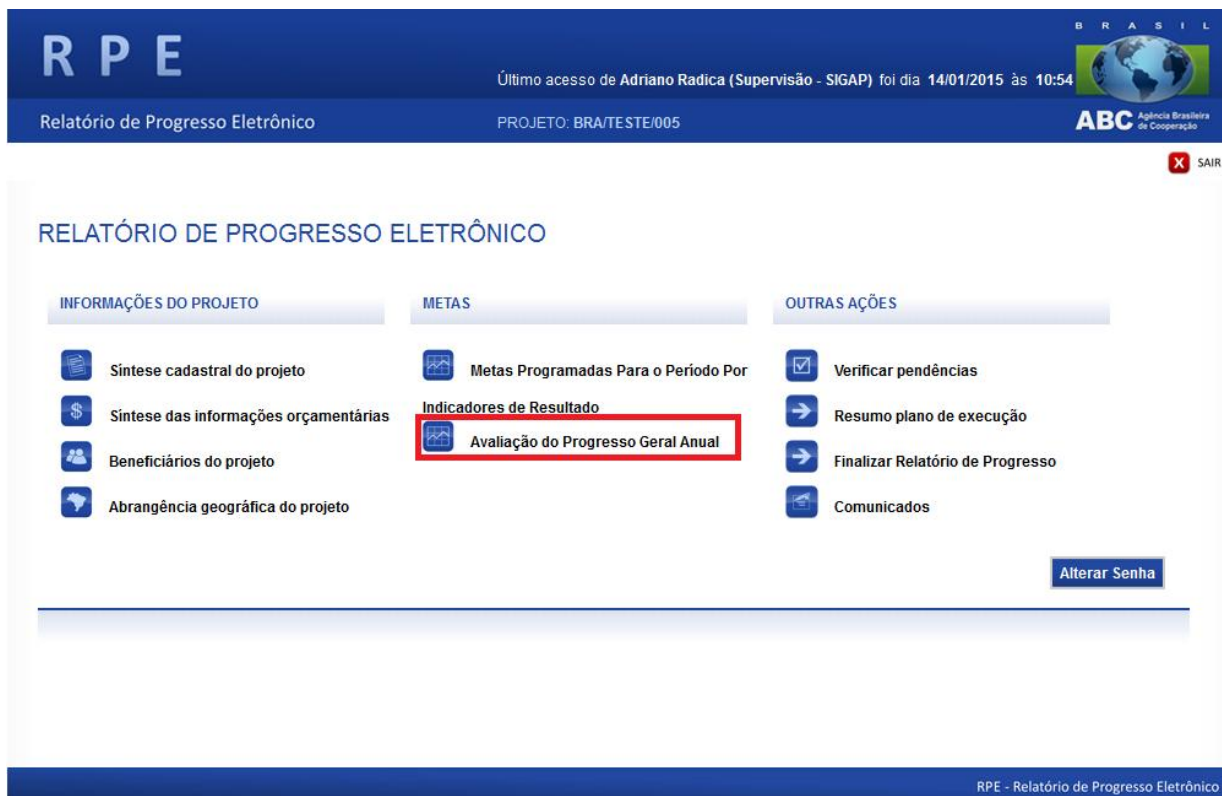 B R A S I L
R P E
Último acesso de Adriano Radica (Supervisão - SIGAP) foi dia 14/01/2015 às 10:54
Relatório de Progresso Eletrônico
PROJETO: BRA/TESTE/005
ABC Agência Brasileira de Cooperação
X SAIR
RELATÓRIO DE PROGRESSO ELETRÔNICO
INFORMAÇÕES DO PROJETO
Síntese cadastral do projeto
$ Síntese das informações orçamentárias
Beneficiários do projeto
Abrangência geográfica do projeto
METAS
Metas Programadas Para o Período Por
Indicadores de Resultado
Avaliação do Progresso Geral Anual
OUTRAS AÇÕES
Verificar pendências
Resumo plano de execução
Finalizar Relatório de Progresso
Comunicados
Alterar Senha
RPE - Relatório de Progresso Eletrônico